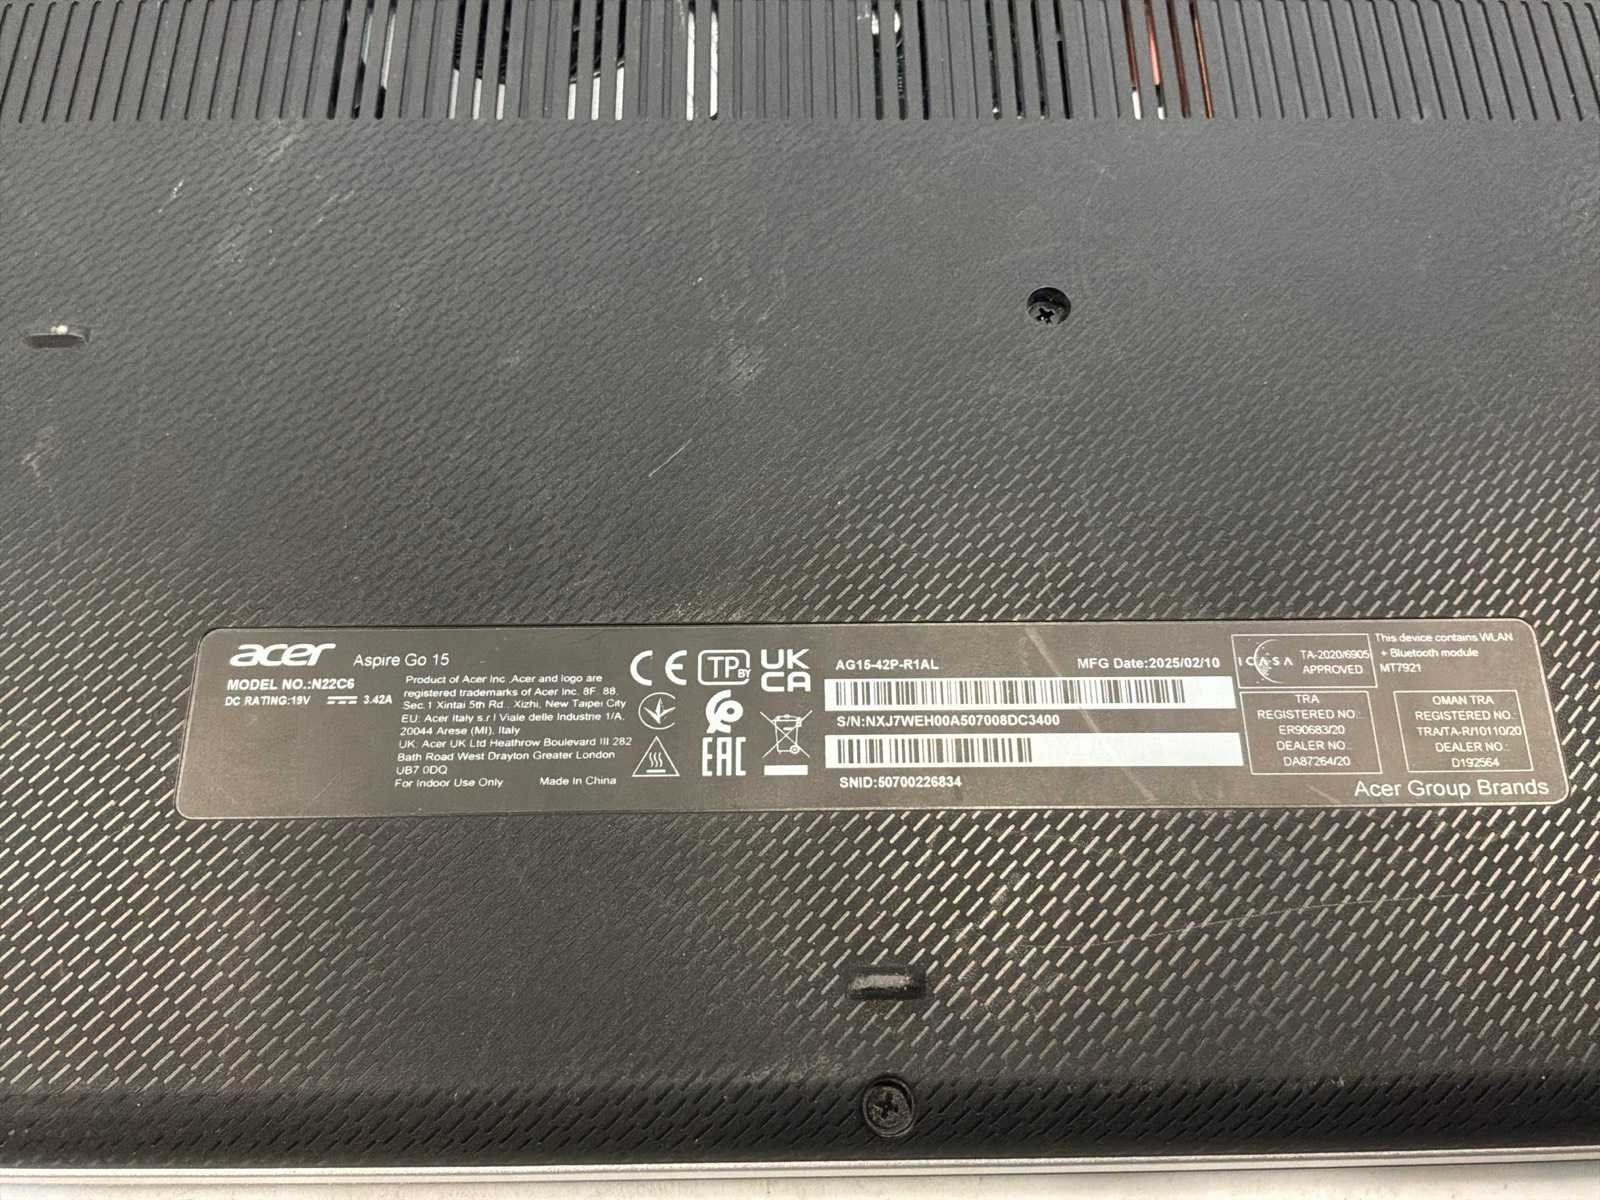 acer Aspire Go 15
MODEL NO.:N22C6
DC RATING:19V 3.42A
Product of Acer Inc ,Acer and logo are
registered trademarks of Acer Inc. 8F. 88,
Sec.1 Xintai 5th Rd., Xizhi, New Taipei City
EU: Acer Italy s.r.l Viale delle Industrie 1/A.
20044 Arese (MI), Italy
UK: Acer UK Ltd Heathrow Boulevard III 282
Bath Road West Drayton Greater London
UB7 0DQ
For Indoor Use Only Made In China
CE TP BY UK CA
EAC
AG15-42P-R1AL MFG Date:2025/02/10
S/N:NXJ7WEH00A507008DC3400
SNID:50700226834
ICASA TA-2020/6905
APPROVED
This device contains WLAN
+ Bluetooth module
MT7921
TRA
REGISTERED NO.:
ER90683/20
DEALER NO.:
DA87264/20
OMAN TRA
REGISTERED NO.:
TRA/TA-R/10110/20
DEALER NO.:
D192564
Acer Group Brands